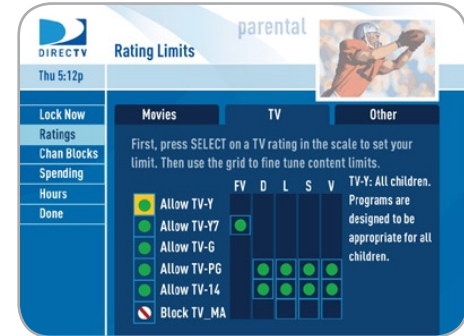 parental
DIRECTV
Rating Limits
Thu 5:12p
Lock Now
Ratings
Chan Blocks
Spending
Hours
Done
Movies
TV
Other
First, press SELECT on a TV rating in the scale to set your
limit. Then use the grid to fine tune content limits.
FV D L S V
Allow TV-Y
Allow TV-Y7
Allow TV-G
Allow TV-PG
Allow TV-14
Block TV_MA
TV-Y: All children.
Programs are
designed to be
appropriate for all
children.